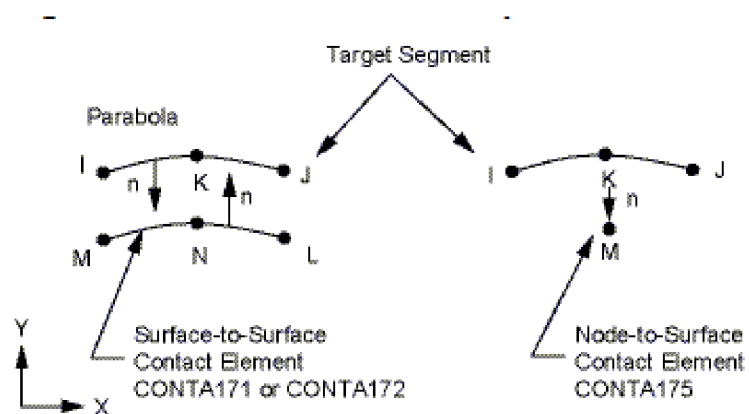 Target Segment
Parabola
I
n
K
J
n
M
N
L
I
K
J
n
M
Surface-to-Surface
Contact Element
CONTA171 or CONTA172
Node-to-Surface
Contact Element
CONTA175
Y
X